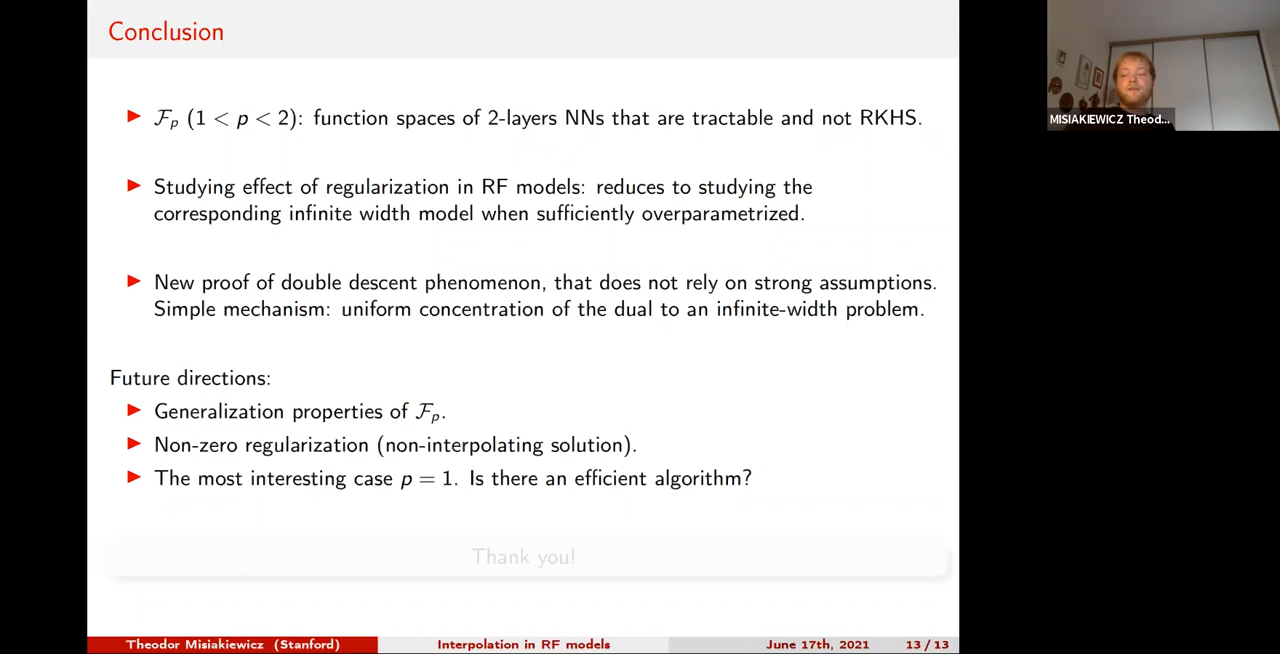 Conclusion
MISIAKIEWICZ Theod...
▶ 𝓕ₚ (1 < p < 2): function spaces of 2-layers NNs that are tractable and not RKHS.
▶ Studying effect of regularization in RF models: reduces to studying the
corresponding infinite width model when sufficiently overparametrized.
▶ New proof of double descent phenomenon, that does not rely on strong assumptions.
Simple mechanism: uniform concentration of the dual to an infinite-width problem.
Future directions:
▶ Generalization properties of 𝓕ₚ.
▶ Non-zero regularization (non-interpolating solution).
▶ The most interesting case p = 1. Is there an efficient algorithm?
Thank you!
Theodor Misiakiewicz (Stanford) Interpolation in RF models June 17th, 2021 13 / 13